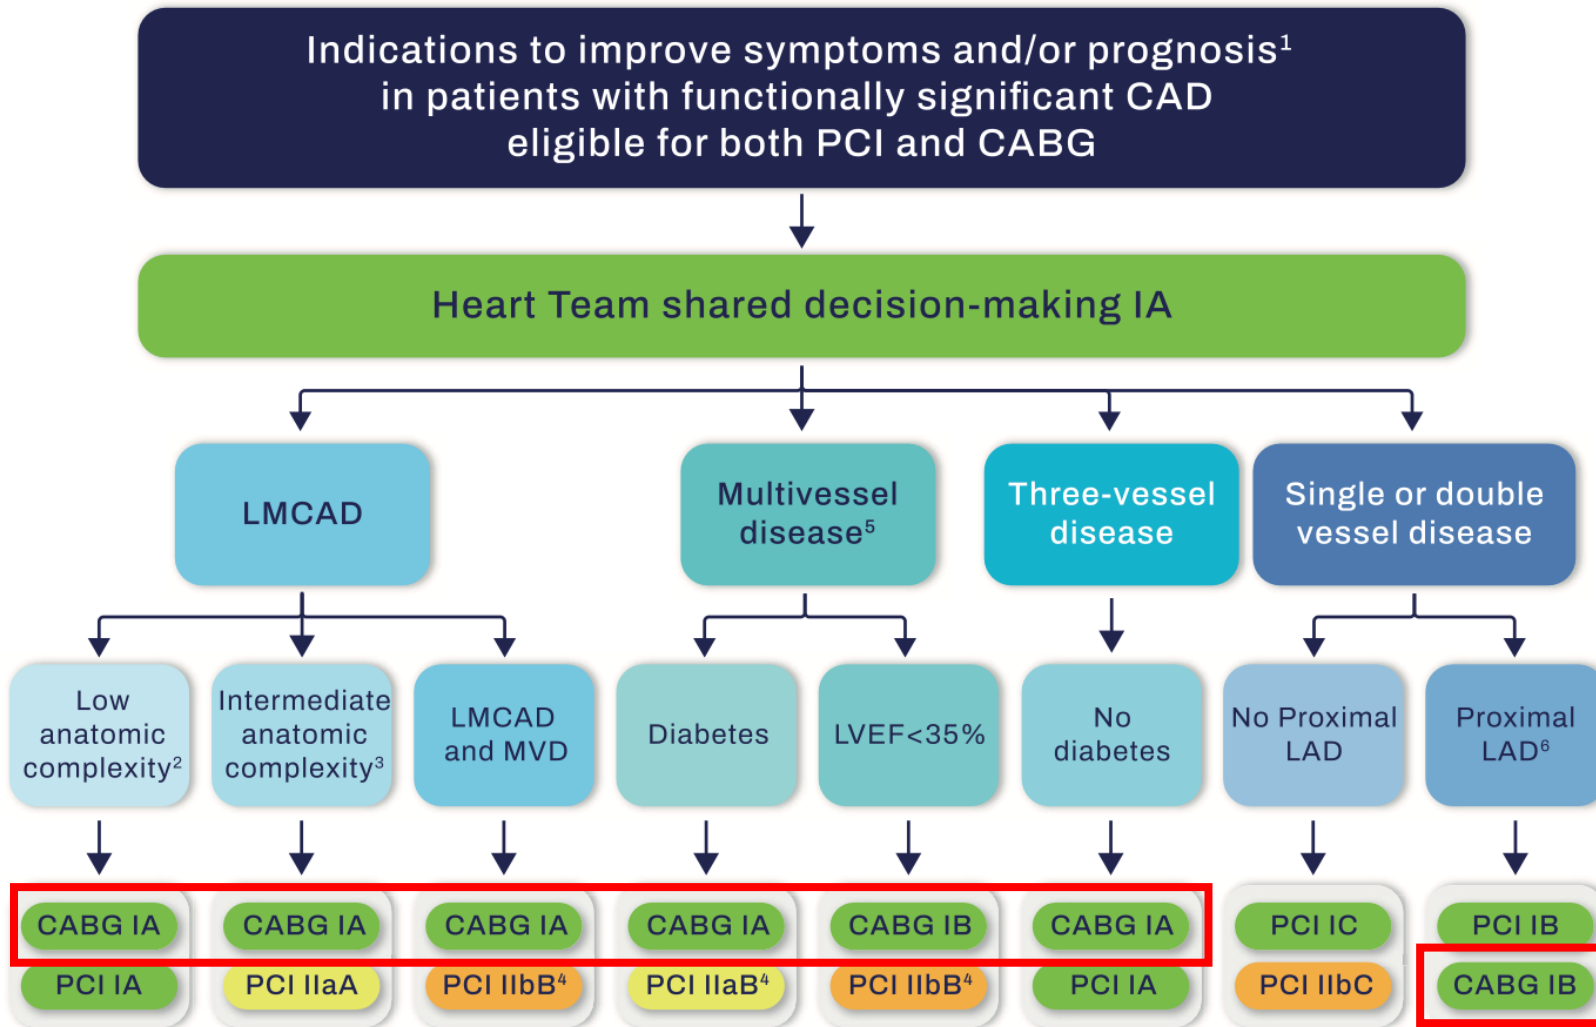 Indications to improve symptoms and/or prognosis¹
in patients with functionally significant CAD
eligible for both PCI and CABG
Heart Team shared decision-making IA
LMCAD
Multivessel
disease⁵
Three-vessel
disease
Single or double
vessel disease
Low
anatomic
complexity²
Intermediate
anatomic
complexity³
LMCAD
and MVD
Diabetes
LVEF<35%
No
diabetes
No Proximal
LAD
Proximal
LAD⁶
CABG IA
CABG IA
CABG IA
CABG IA
CABG IB
CABG IA
PCI IC
PCI IB
PCI IA
PCI IIaA
PCI IIbB⁴
PCI IIaB⁴
PCI IIbB⁴
PCI IA
PCI IIbC
CABG IB